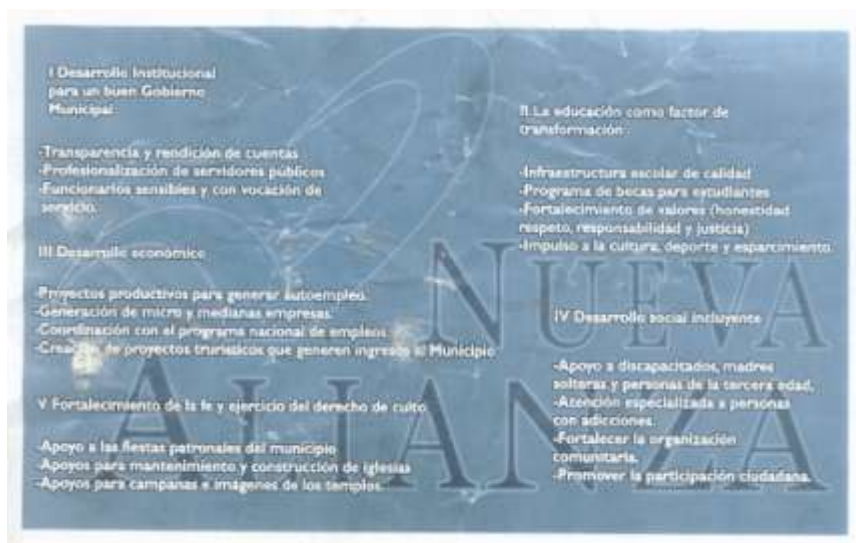 I Desarrollo Institucional
para un buen Gobierno
Municipal
-Transparencia y rendición de cuentas
-Profesionalización de servidores públicos
-Funcionarios sensibles y con vocación de
servicio.
II.La educación como factor de
transformación
-Infraestructura escolar de calidad
-Programa de becas para estudiantes
-Fortalecimiento de valores (honestidad
respeto, responsabilidad y justicia)
-Impulso a la cultura, deporte y esparcimiento.
III Desarrollo económico
-Proyectos productivos para generar autoempleo.
-Generación de micro y medianas empresas.
-Coordinación con el programa nacional de empleos
-Creación de proyectos trurísticos que generen ingresos al Municipio
IV Desarrollo social incluyente
-Apoyo a discapacitados, madres
solteras y personas de la tercera edad.
-Atención especializada a personas
con adicciones.
-Fortalecer la organización
comunitaria.
-Promover la participación ciudadana.
V Fortalecimiento de la fe y ejercicio del derecho de culto
-Apoyo a las fiestas patronales del municipio
-Apoyos para mantenimiento y construcción de iglesias
-Apoyos para campanas e imágenes de los templos.
NUEVA
ALIANZA